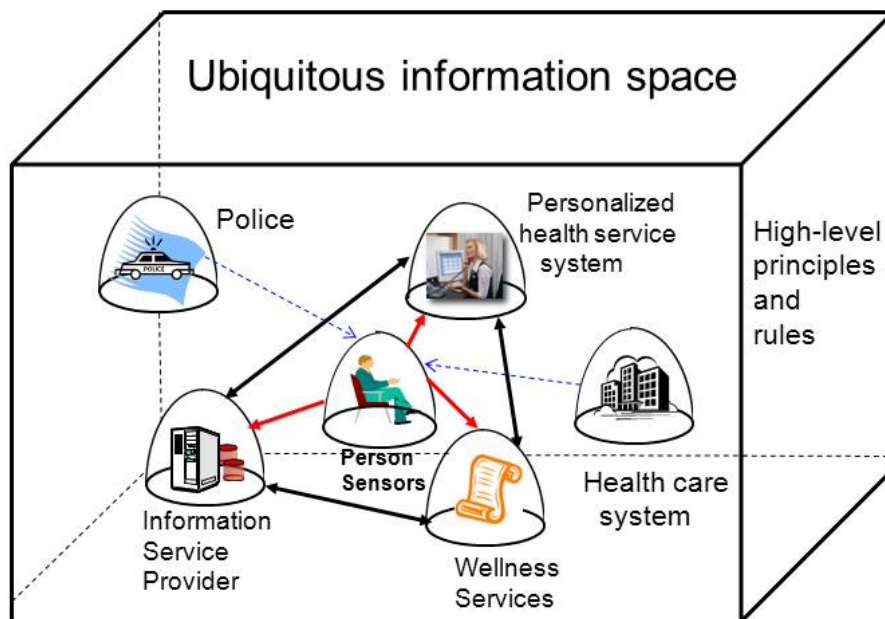 Ubiquitous information space
Police
POLICE
Personalized
health service
system
High-level
principles
and
rules
Person
Sensors
Information
Service
Provider
Wellness
Services
Health care
system